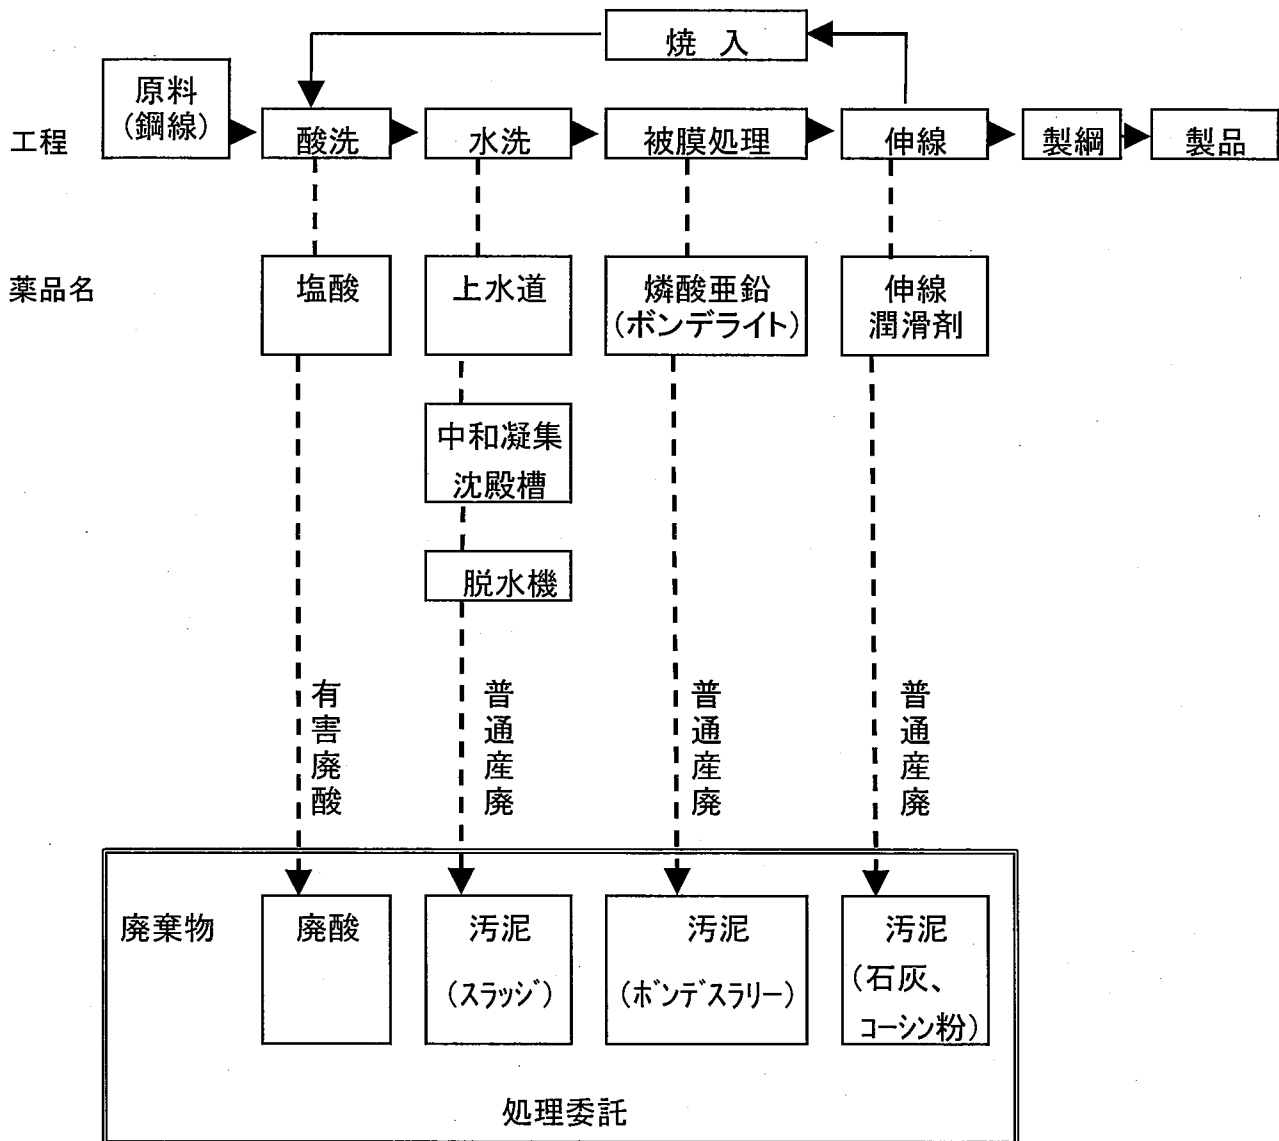 焼 入
原料
(鋼線)
工程
酸洗
水洗
被膜処理
伸線
製綱
製品
薬品名
塩酸
上水道
燐酸亜鉛
(ボンデライト)
伸線
潤滑剤
中和凝集
沈殿槽
脱水機
有害廃酸
普通産廃
普通産廃
普通産廃
廃棄物
廃酸
汚泥
(スラッジ)
汚泥
(ボンデスラリー)
汚泥
(石灰、
コーシン粉)
処理委託